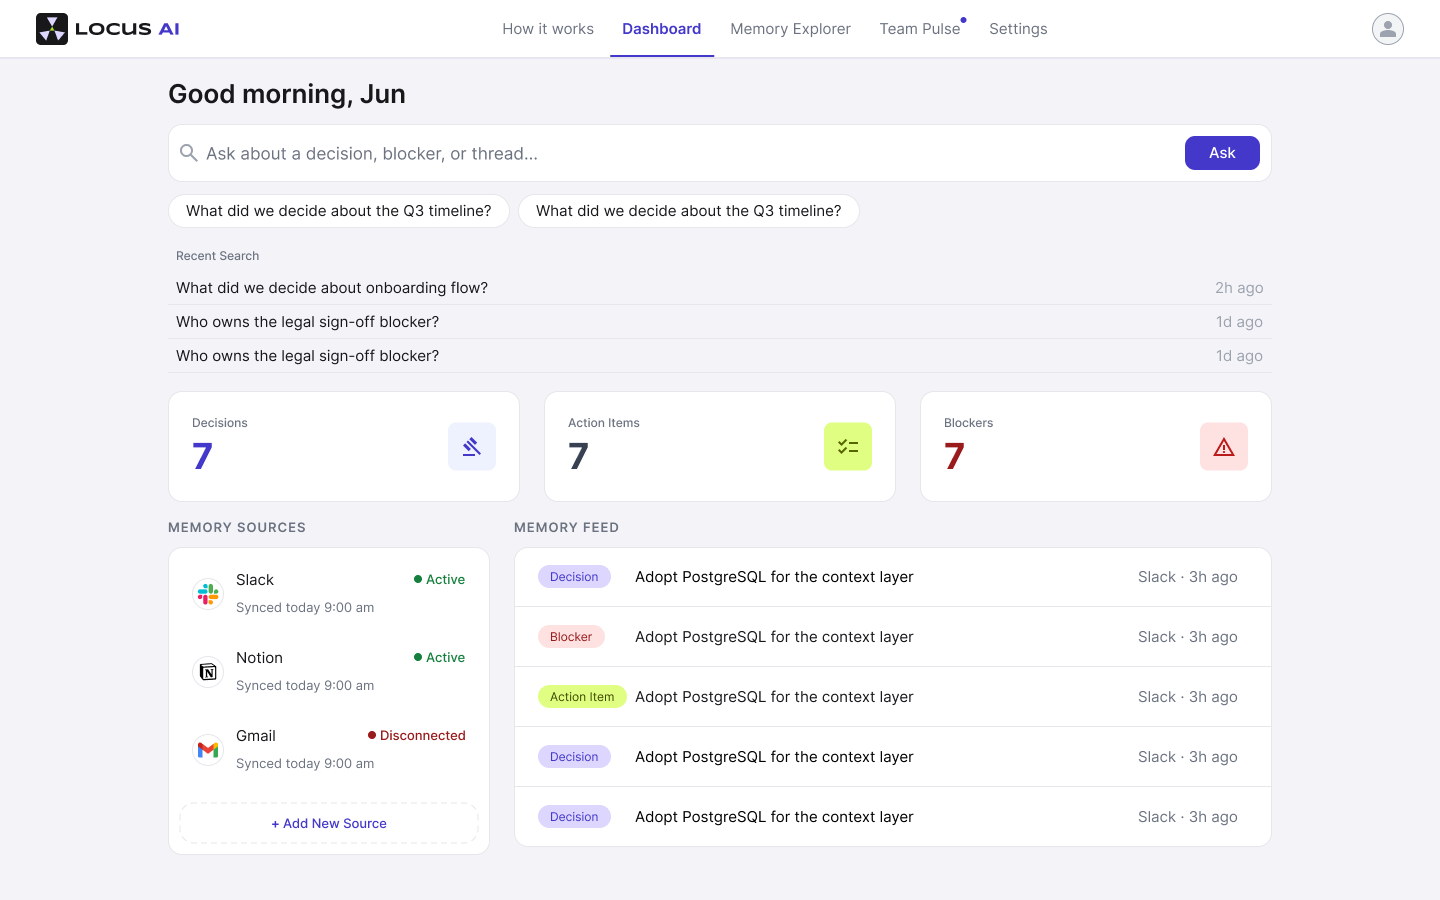 LOCUS AI
How it works
Dashboard
Memory Explorer
Team Pulse
Settings
Good morning, Jun
Ask about a decision, blocker, or thread...
Ask
What did we decide about the Q3 timeline?
What did we decide about the Q3 timeline?
Recent Search
What did we decide about onboarding flow?
2h ago
Who owns the legal sign-off blocker?
1d ago
Who owns the legal sign-off blocker?
1d ago
Decisions
7
Action Items
7
Blockers
7
MEMORY SOURCES
Slack
Active
Synced today 9:00 am
Notion
Active
Synced today 9:00 am
Gmail
Disconnected
Synced today 9:00 am
+ Add New Source
MEMORY FEED
Decision
Adopt PostgreSQL for the context layer
Slack · 3h ago
Blocker
Adopt PostgreSQL for the context layer
Slack · 3h ago
Action Item
Adopt PostgreSQL for the context layer
Slack · 3h ago
Decision
Adopt PostgreSQL for the context layer
Slack · 3h ago
Decision
Adopt PostgreSQL for the context layer
Slack · 3h ago